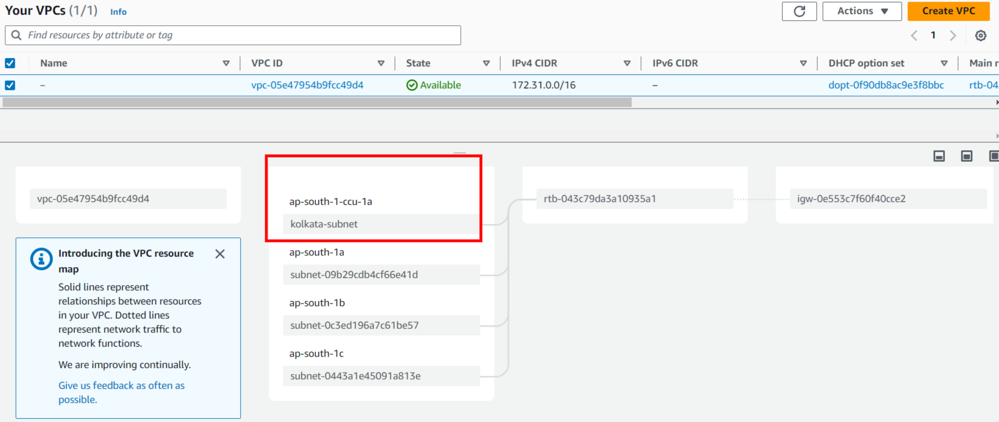 Your VPCs (1/1) Info
Actions Create VPC
Find resources by attribute or tag
1
Name VPC ID State IPv4 CIDR IPv6 CIDR DHCP option set Main r
– vpc-05e47954b9fcc49d4 Available 172.31.0.0/16 – dopt-0f90db8ac9e3f8bbc rtb-04
vpc-05e47954b9fcc49d4
Introducing the VPC resource
map
Solid lines represent
relationships between resources
in your VPC. Dotted lines
represent network traffic to
network functions.
We are improving continually.
Give us feedback as often as
possible.
ap-south-1-ccu-1a
kolkata-subnet
ap-south-1a
subnet-09b29cdb4cf66e41d
ap-south-1b
subnet-0c3ed196a7c61be57
ap-south-1c
subnet-0443a1e45091a813e
rtb-043c79da3a10935a1
igw-0e553c7f60f40cce2